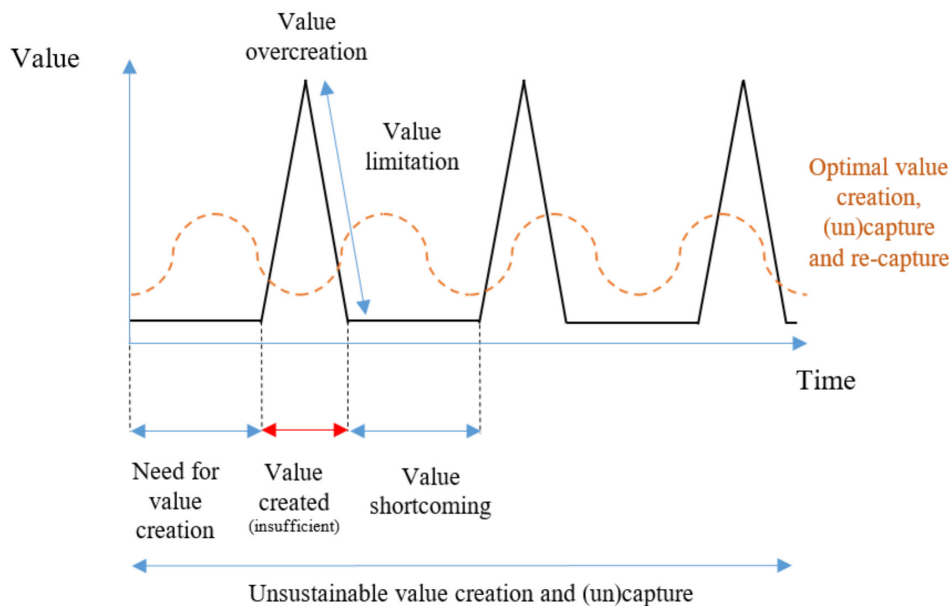 Value
overcreation
Value
Value
limitation
Optimal value
creation,
(un)capture
and re-capture
Time
Need for
value
creation
Value
created
(insufficient)
Value
shortcoming
Unsustainable value creation and (un)capture